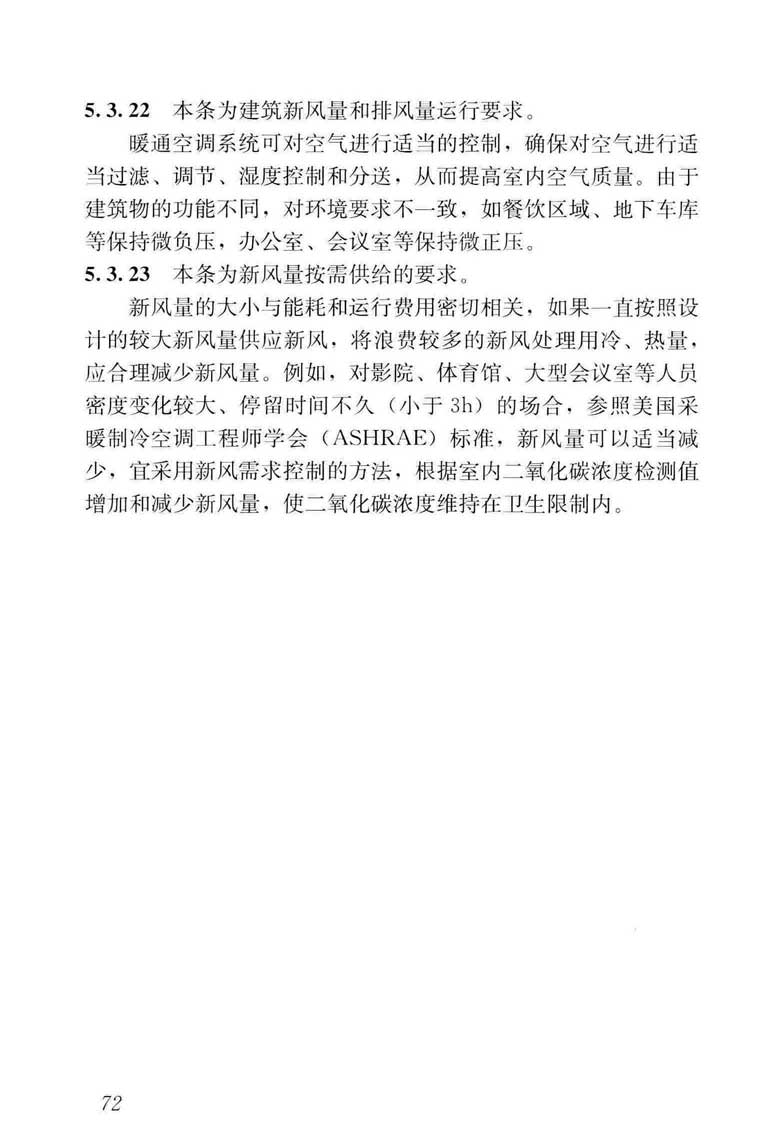 5.3.22 本条为建筑新风量和排风量运行要求。
暖通空调系统可对空气进行适当的控制，确保对空气进行适
当过滤、调节、湿度控制和分送，从而提高室内空气质量。由于
建筑物的功能不同，对环境要求不一致，如餐饮区域、地下车库
等保持微负压，办公室、会议室等保持微正压。
5.3.23 本条为新风量按需供给的要求。
新风量的大小与能耗和运行费用密切相关，如果一直按照设
计的较大新风量供应新风，将浪费较多的新风处理用冷、热量，
应合理减少新风量。例如，对影院、体育馆、大型会议室等人员
密度变化较大、停留时间不久（小于 3h）的场合，参照美国采
暖制冷空调工程师学会（ASHRAE）标准，新风量可以适当减
少，宜采用新风需求控制的方法，根据室内二氧化碳浓度检测值
增加和减少新风量，使二氧化碳浓度维持在卫生限制内。
72